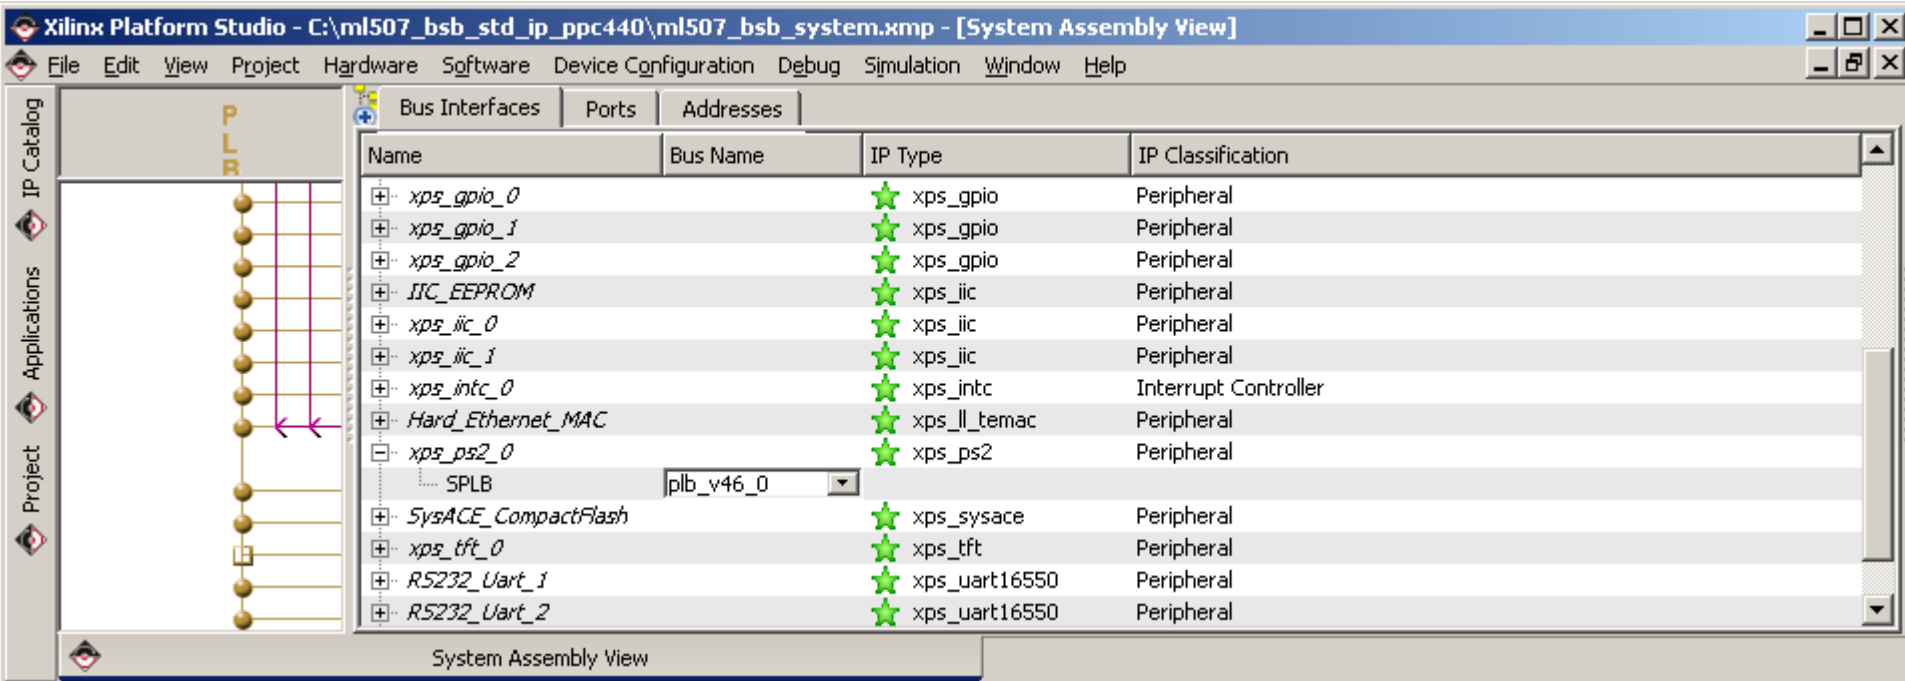 Xilinx Platform Studio - C:\ml507_bsb_std_ip_ppc440\ml507_bsb_system.xmp - [System Assembly View]
File Edit View Project Hardware Software Device Configuration Debug Simulation Window Help
IP Catalog
Applications
Project
PLB
Bus Interfaces Ports Addresses
Name Bus Name IP Type IP Classification
xps_gpio_0 xps_gpio Peripheral
xps_gpio_1 xps_gpio Peripheral
xps_gpio_2 xps_gpio Peripheral
IIC_EEPROM xps_iic Peripheral
xps_iic_0 xps_iic Peripheral
xps_iic_1 xps_iic Peripheral
xps_intc_0 xps_intc Interrupt Controller
Hard_Ethernet_MAC xps_ll_temac Peripheral
xps_ps2_0 xps_ps2 Peripheral
SPLB plb_v46_0
SysACE_CompactFlash xps_sysace Peripheral
xps_tft_0 xps_tft Peripheral
RS232_Uart_1 xps_uart16550 Peripheral
RS232_Uart_2 xps_uart16550 Peripheral
System Assembly View